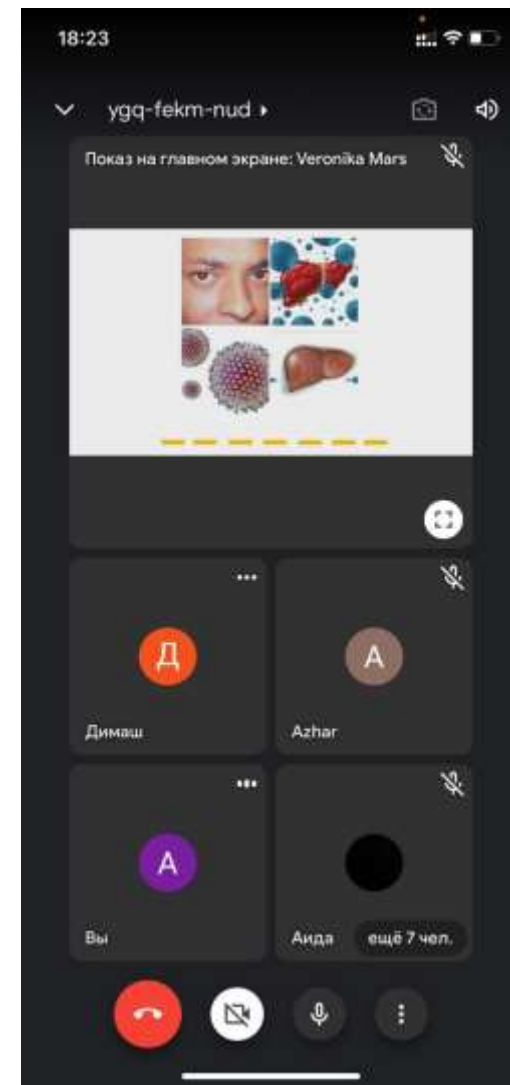 18:23
ygq-fekm-nud
Показ на главном экране: Veronika Mars
Д
A
Димаш
Azhar
А
Вы
Аида
ещё 7 чел.